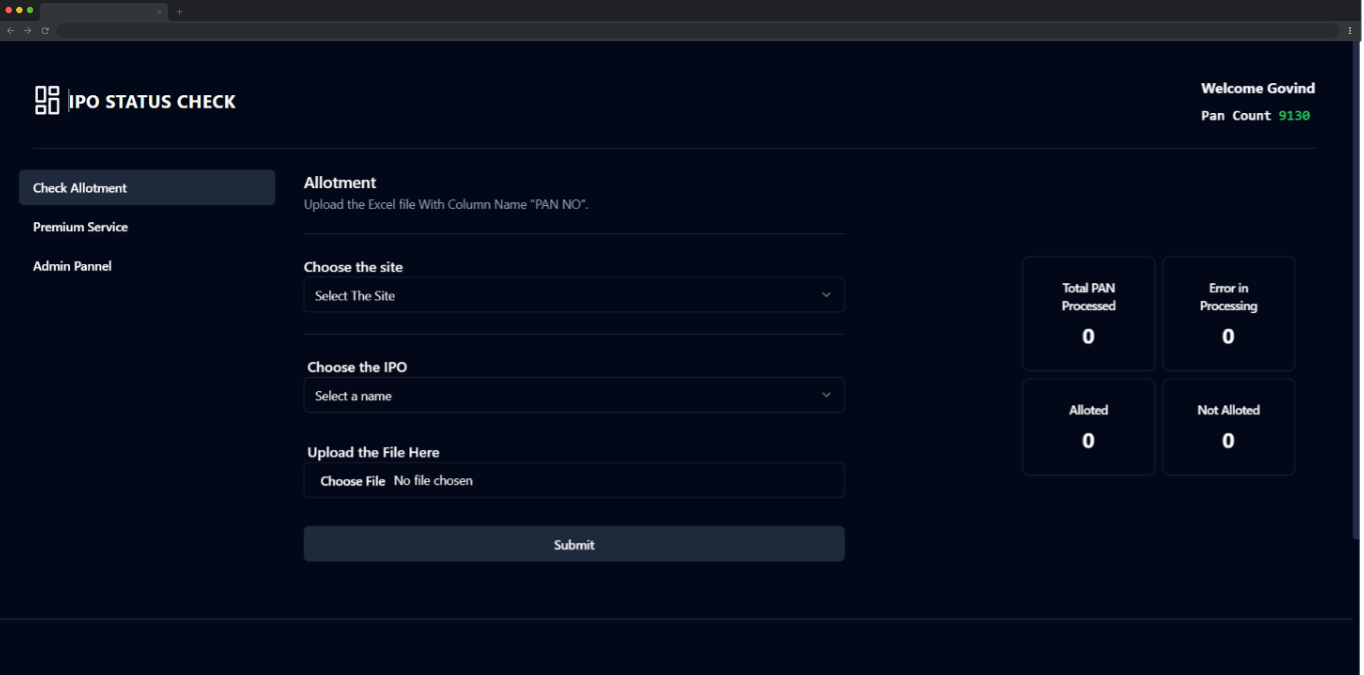 IPO STATUS CHECK
Welcome Govind
Pan Count 9130
Check Allotment
Premium Service
Admin Pannel
Allotment
Upload the Excel file With Column Name "PAN NO".
Choose the site
Select The Site
Choose the IPO
Select a name
Upload the File Here
Choose File No file chosen
Submit
Total PAN
Processed
0
Error in
Processing
0
Alloted
0
Not Alloted
0